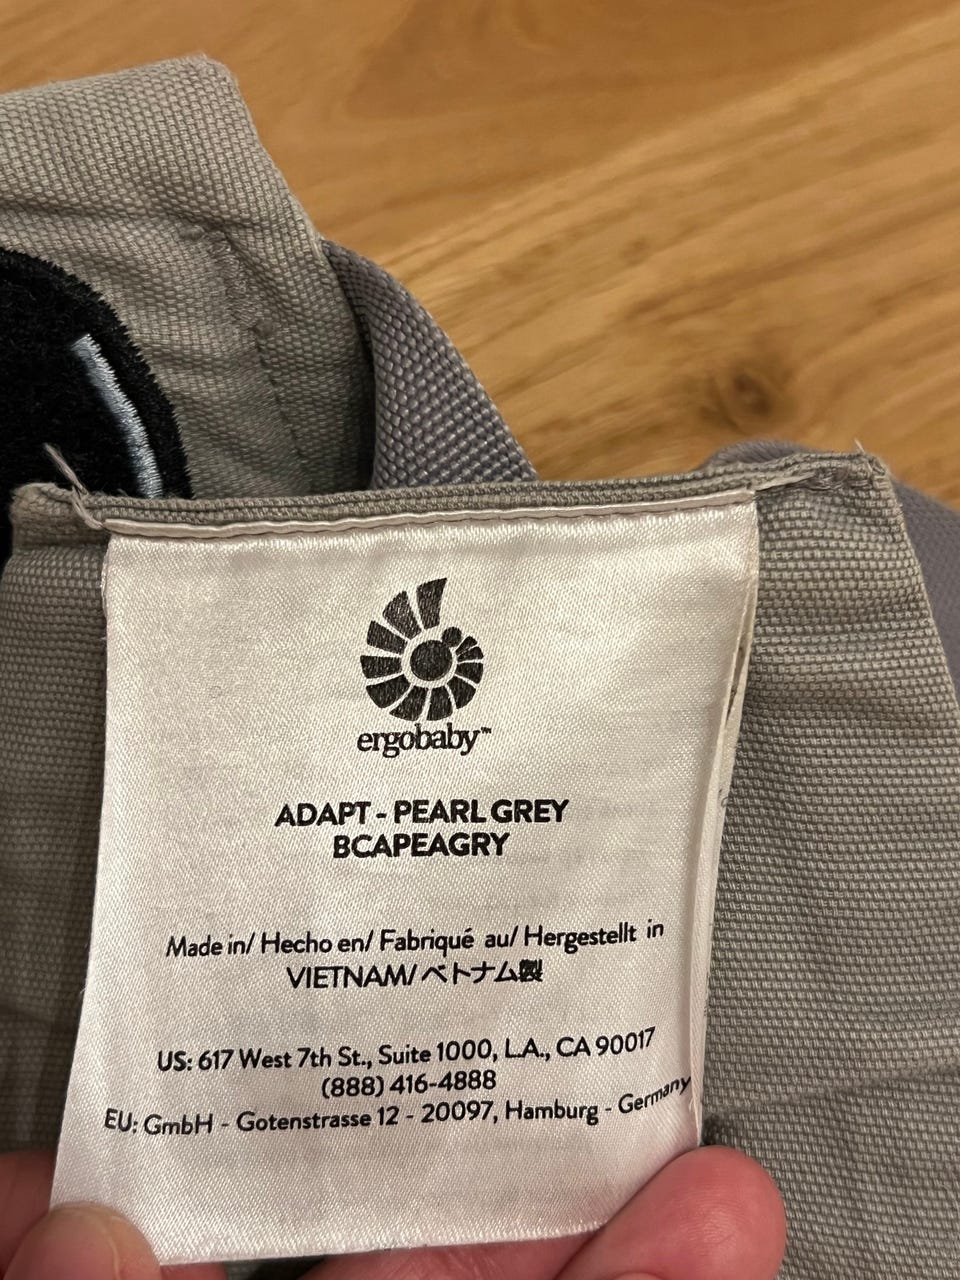 ergobaby™
ADAPT - PEARL GREY
BCAPEAGRY
Made in/ Hecho en/ Fabriqué au/ Hergestellt in
VIETNAM/ベトナム製
US: 617 West 7th St., Suite 1000, L.A., CA 90017
(888) 416-4888
EU: GmbH - Gotenstrasse 12 - 20097, Hamburg - Germany